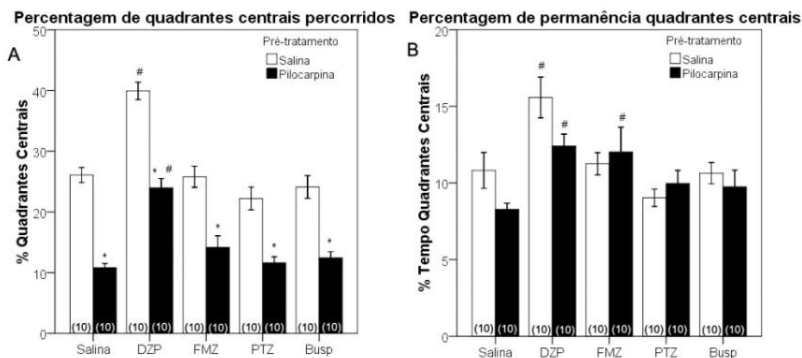 Percentagem de quadrantes centrais percorridos
A
50
40
30
20
10
0
% Quadrantes Centrais
Pré-tratamento
Salina
Pilocarpina
#
* #
*
*
*
*
(10) (10) (10) (10) (10) (10) (10) (10) (10) (10)
Salina DZP FMZ PTZ Busp
Percentagem de permanência quadrantes centrais
B
20
15
10
5
0
% Tempo Quadrantes Centrais
Pré-tratamento
Salina
Pilocarpina
#
#
#
(10) (10) (10) (10) (10) (10) (10) (10) (10) (10)
Salina DZP FMZ PTZ Busp